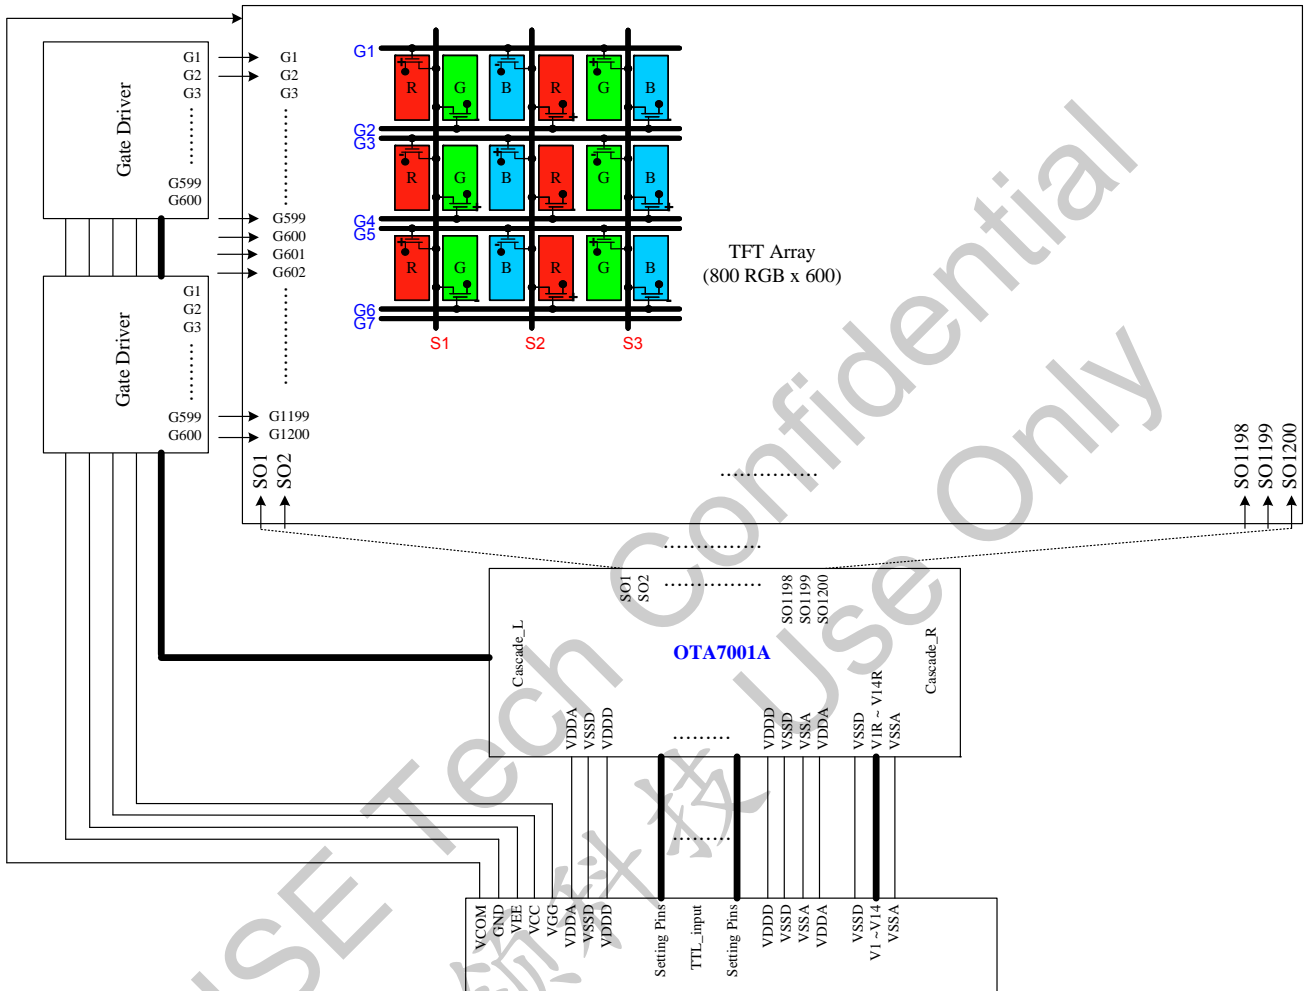 G1
G2
G3
Gate Driver
G599
G600
G1
G2
G3
G599
G600
G601
G602
G1199
G1200
G1
G2
G3
Gate Driver
G599
G600
G1
R G B R G B
G2
G3
R G B R G B
G4
G5
R G B R G B
G6
G7
S1 S2 S3
TFT Array
(800 RGB x 600)
SO1
SO2
SO1198
SO1199
SO1200
SO1
SO2
SO1198
SO1199
SO1200
Cascade_L
OTA7001A
Cascade_R
VDDA
VSSD
VDDD
VDDD
VSSD
VSSA
VDDA
VSSD
V1R ~ V14R
VSSA
VCOM
GND
VEE
VCC
VGG
VDDA
VSSD
VDDD
Setting Pins
TTL_input
Setting Pins
VDDD
VSSD
VSSA
VDDA
VSSD
V1 ~V14
VSSA
SE Tech Confidential
领科技 Use Only